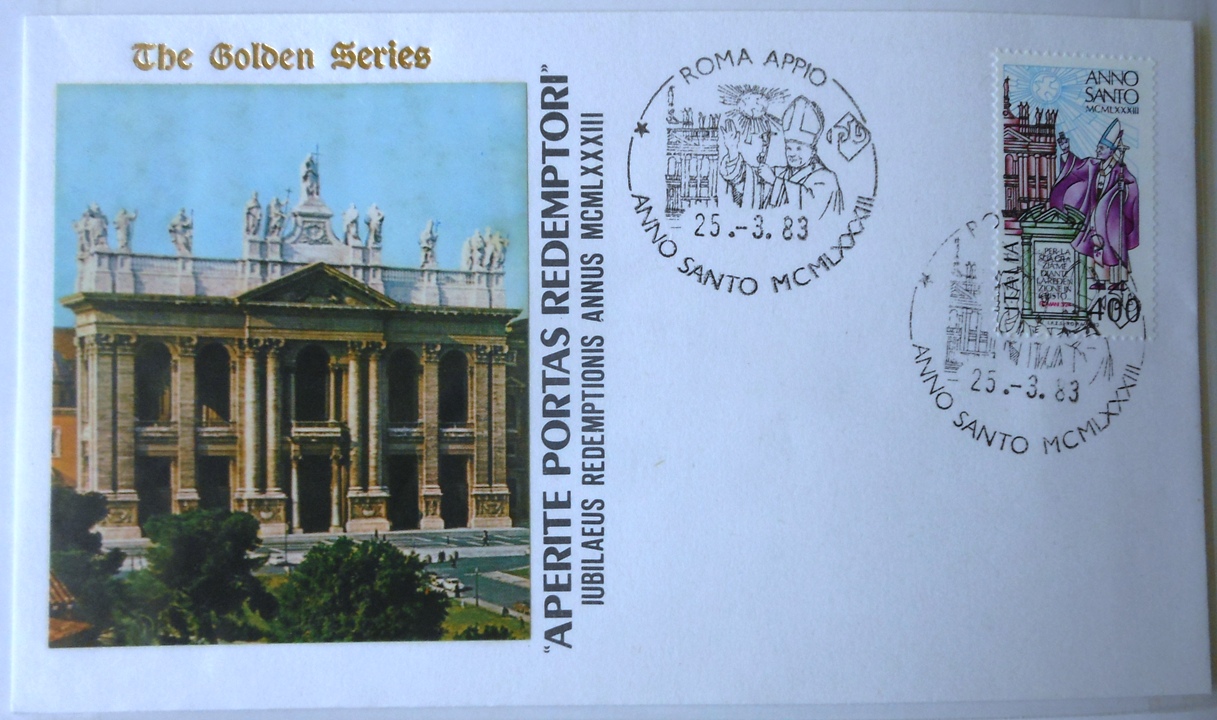 The Golden Series
"APERITE PORTAS REDEMPTORI"
IUBILAEUS REDEMPTIONIS ANNUS MCMLXXXIII
ROMA APPIO
25.-3.83
ANNO SANTO MCMLXXXIII
ANNO
SANTO
MCMLXXXIII
ITALIA
400
25.-3.83
ANNO SANTO MCMLXXXIII